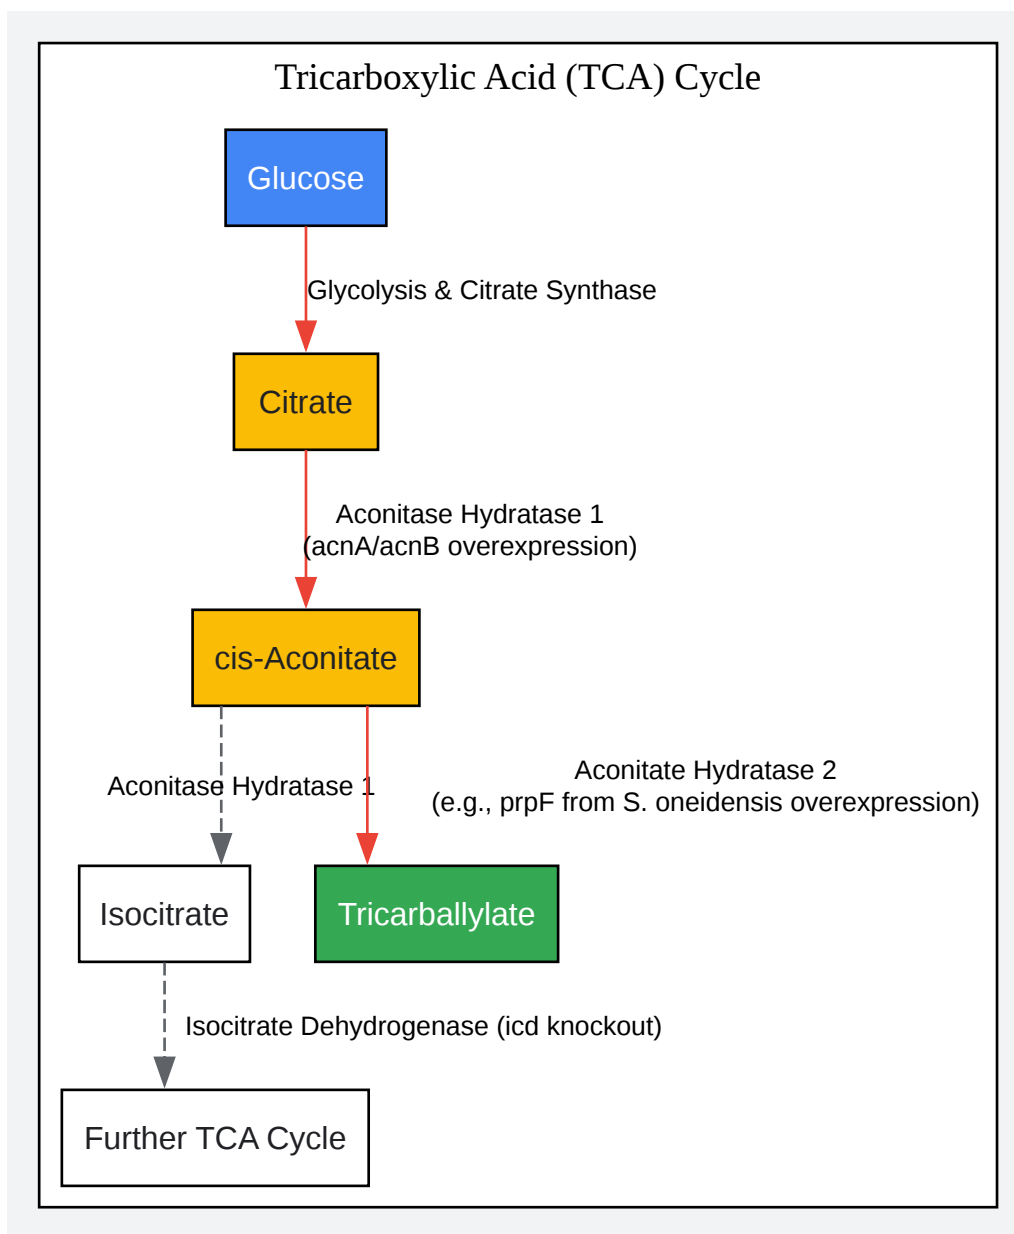 Tricarboxylic Acid (TCA) Cycle
Glucose
Glycolysis & Citrate Synthase
Citrate
Aconitase Hydratase 1
(acnA/acnB overexpression)
cis-Aconitate
Aconitase Hydratase 1
Aconitate Hydratase 2
(e.g., prpF from S. oneidensis overexpression)
Isocitrate
Tricarballylate
Isocitrate Dehydrogenase (icd knockout)
Further TCA Cycle